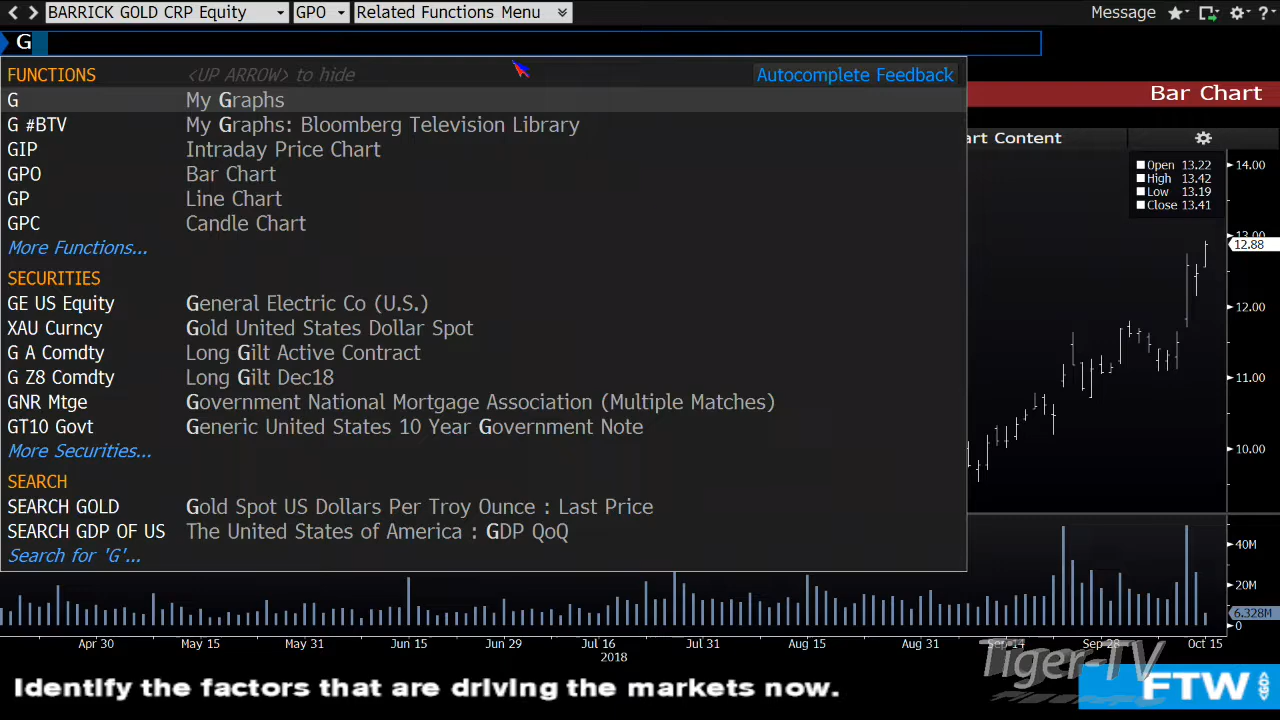 BARRICK GOLD CRP Equity GPO Related Functions Menu Message ?
G
FUNCTIONS <UP ARROW> to hide Autocomplete Feedback
G My Graphs
Bar Chart
G #BTV My Graphs: Bloomberg Television Library
GIP Intraday Price Chart
GPO Bar Chart
GP Line Chart
GPC Candle Chart
More Functions...
SECURITIES
GE US Equity General Electric Co (U.S.)
XAU Curncy Gold United States Dollar Spot
G A Comdty Long Gilt Active Contract
G Z8 Comdty Long Gilt Dec18
GNR Mtge Government National Mortgage Association (Multiple Matches)
GT10 Govt Generic United States 10 Year Government Note
More Securities...
SEARCH
SEARCH GOLD Gold Spot US Dollars Per Troy Ounce : Last Price
SEARCH GDP OF US The United States of America : GDP QoQ
Search for 'G'...
art Content
Open 13.22
High 13.42
Low 13.19
Close 13.41
14.00
13.00
12.88
12.00
11.00
10.00
40M
20M
6.328M
0
Apr 30 May 15 May 31 Jun 15 Jun 29 Jul 16 Jul 31 Aug 15 Aug 31 Sep 14 Sep 28 Oct 15
2018
Tiger-TV
Identify the factors that are driving the markets now.
FTW